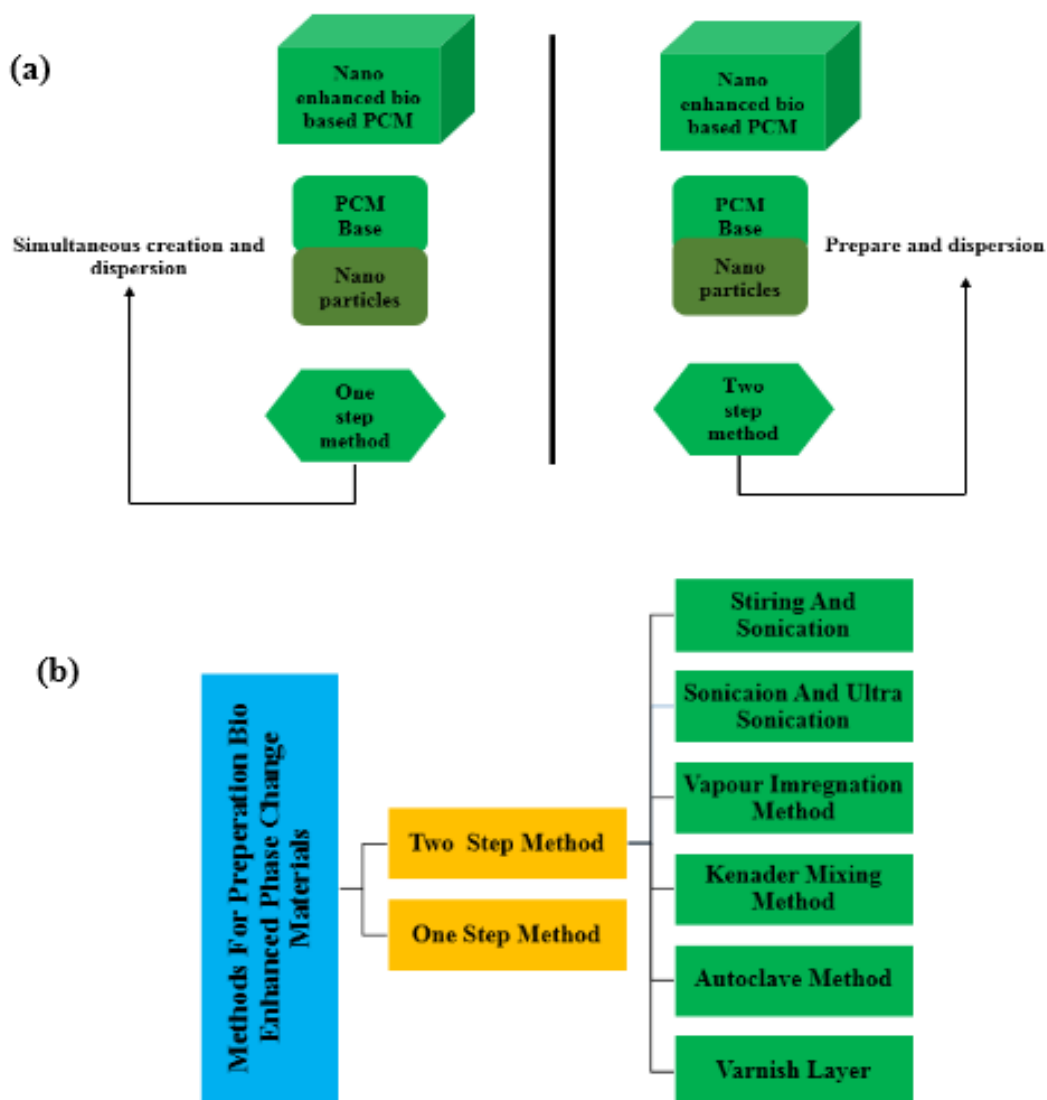 (a)
Nano
enhanced bio
based PCM
PCM
Base
Nano
particles
Simultaneous creation and
dispersion
One
step
method
Nano
enhanced bio
based PCM
PCM
Base
Nano
particles
Prepare and dispersion
Two
step
method
(b)
Methods For Preperation Bio
Enhanced Phase Change
Materials
Two Step Method
One Step Method
Stiring And
Sonication
Sonicaion And Ultra
Sonication
Vapour Imregnation
Method
Kenader Mixing
Method
Autoclave Method
Varnish Layer